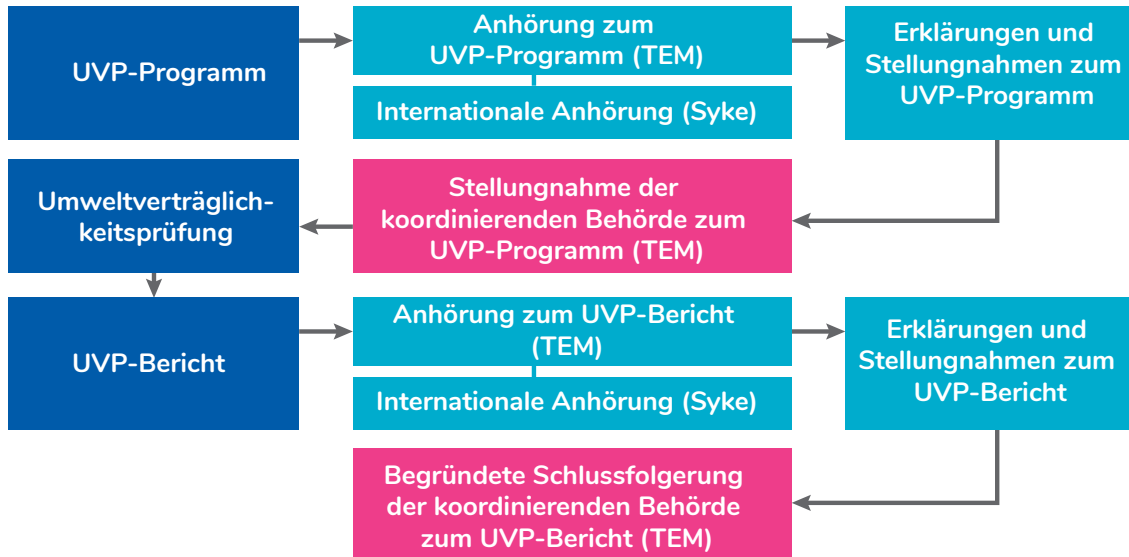 UVP-Programm
Anhörung zum
UVP-Programm (TEM)
Internationale Anhörung (Syke)
Erklärungen und
Stellungnahmen zum
UVP-Programm
Umweltverträglich-
keitsprüfung
Stellungnahme der
koordinierenden Behörde zum
UVP-Programm (TEM)
UVP-Bericht
Anhörung zum UVP-Bericht
(TEM)
Internationale Anhörung (Syke)
Erklärungen und
Stellungnahmen zum
UVP-Bericht
Begründete Schlussfolgerung
der koordinierenden Behörde
zum UVP-Bericht (TEM)